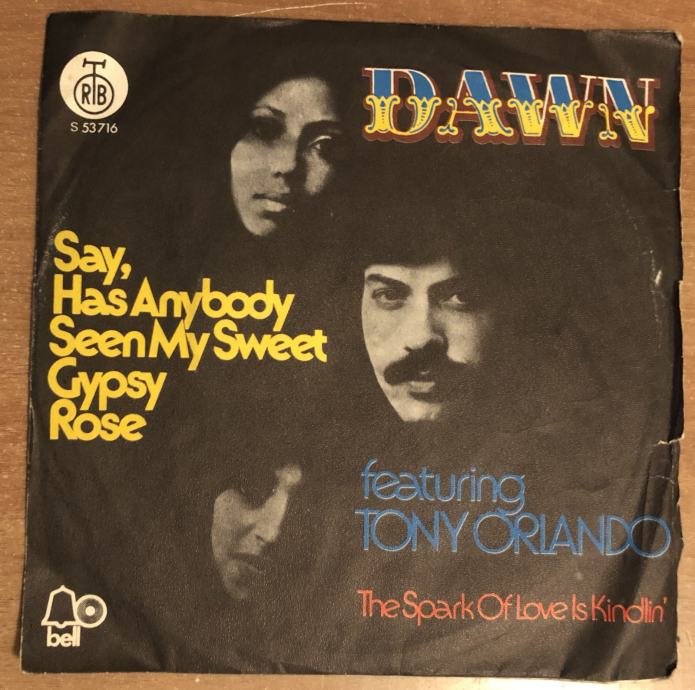 RTB
S 53716
DAWN
Say,
Has Anybody
Seen My Sweet
Gypsy
Rose
featuring
TONY ORLANDO
The Spark Of Love Is Kindlin'
bell